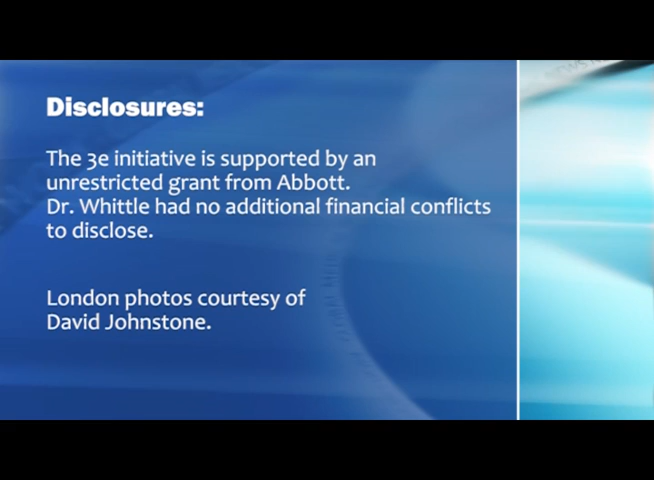 Disclosures:
The 3e initiative is supported by an
unrestricted grant from Abbott.
Dr. Whittle had no additional financial conflicts
to disclose.
London photos courtesy of
David Johnstone.